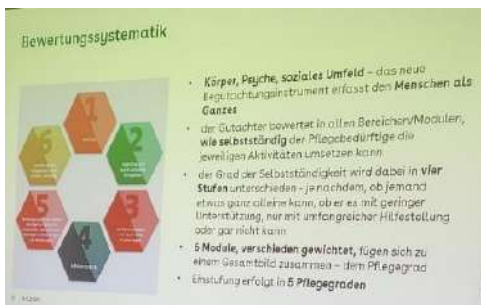 Bewertungssystematik
1
2
3
4
5
6
• Körper, Psyche, soziales Umfeld – das neue
Begutachtungsinstrument erfasst den Menschen als
Ganzes
• der Gutachter bewertet in allen Bereichen/Modulen,
wie selbstständig der Pflegebedürftige die
jeweiligen Aktivitäten umsetzen kann
• der Grad der Selbstständigkeit wird dabei in vier
Stufen unterschieden – je nachdem, ob jemand
etwas ganz alleine kann, ob er es mit geringer
Unterstützung, nur mit umfangreicher Hilfestellung
oder gar nicht kann
• 6 Module, verschieden gewichtet, fügen sich zu
einem Gesamtbild zusammen – dem Pflegegrad
• Einstufung erfolgt in 5 Pflegegraden